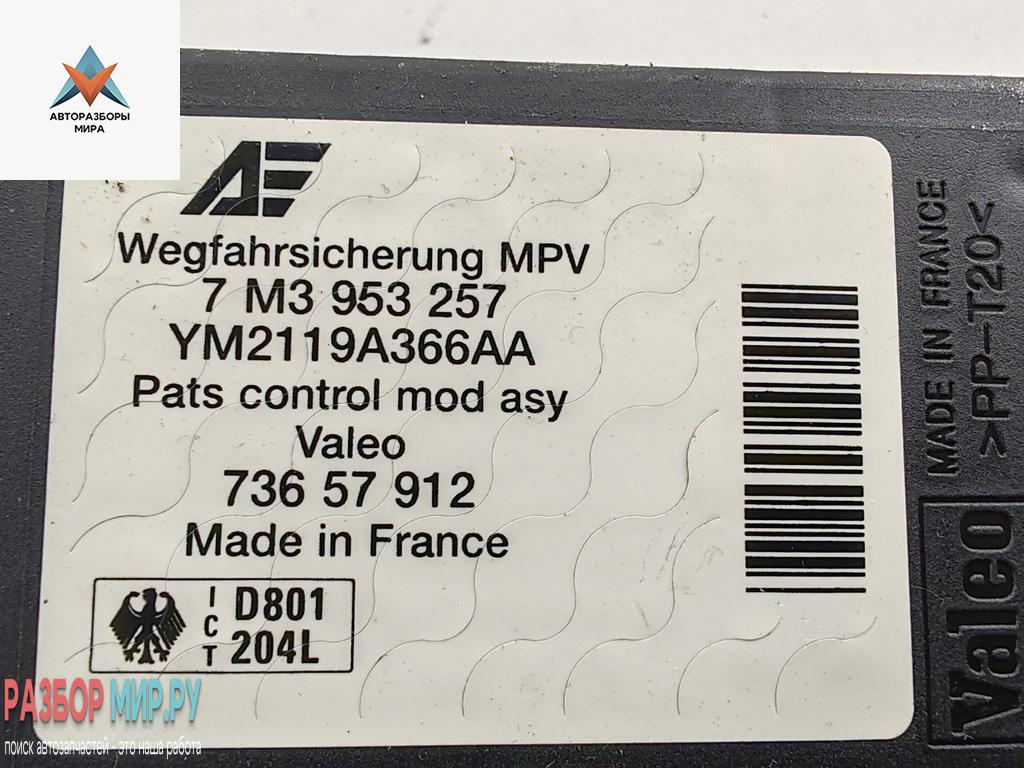 АВТОРАЗБОРЫ
МИРА
AE
Wegfahrsicherung MPV
7 M3 953 257
YM2119A366AA
Pats control mod asy
Valeo
736 57 912
Made in France
I D801
C
T 204L
MADE IN FRANCE
>PP-T20<
Valeo
РАЗБОР МИР.РУ
поиск автозапчастей - это наша работа